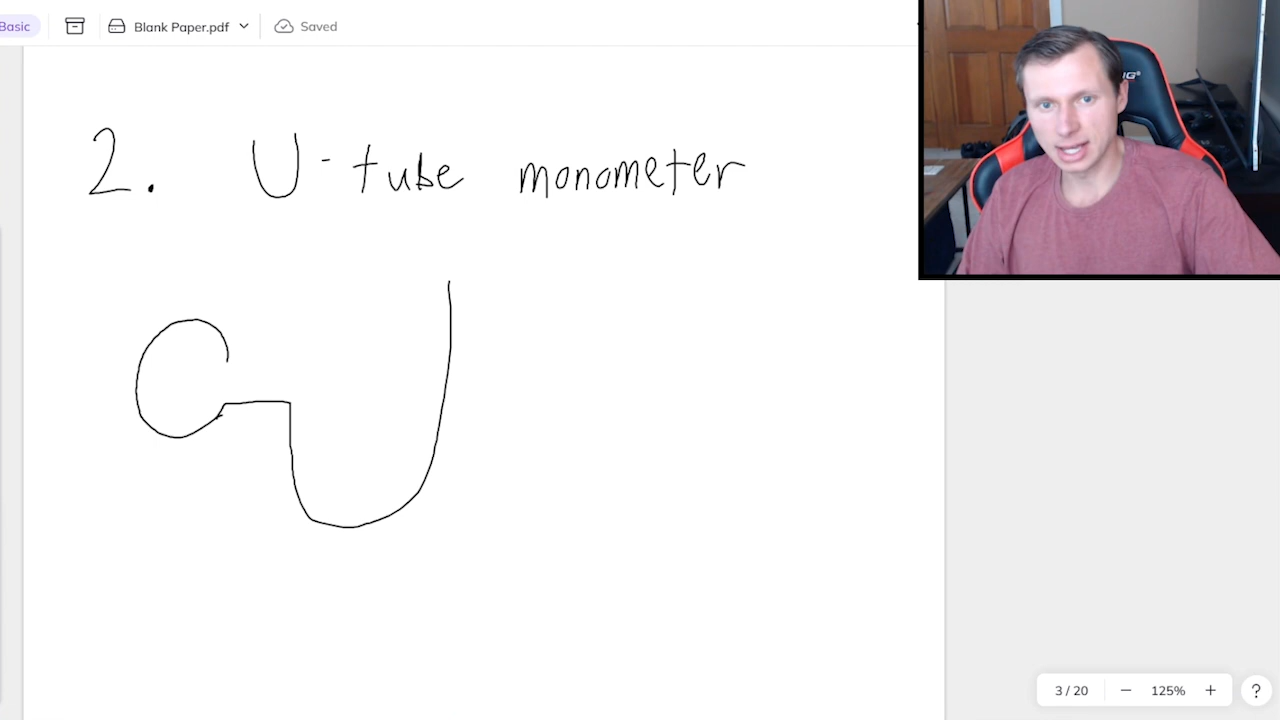 Basic Blank Paper.pdf Saved
2. U-tube monometer
3 / 20 − 125% + ?